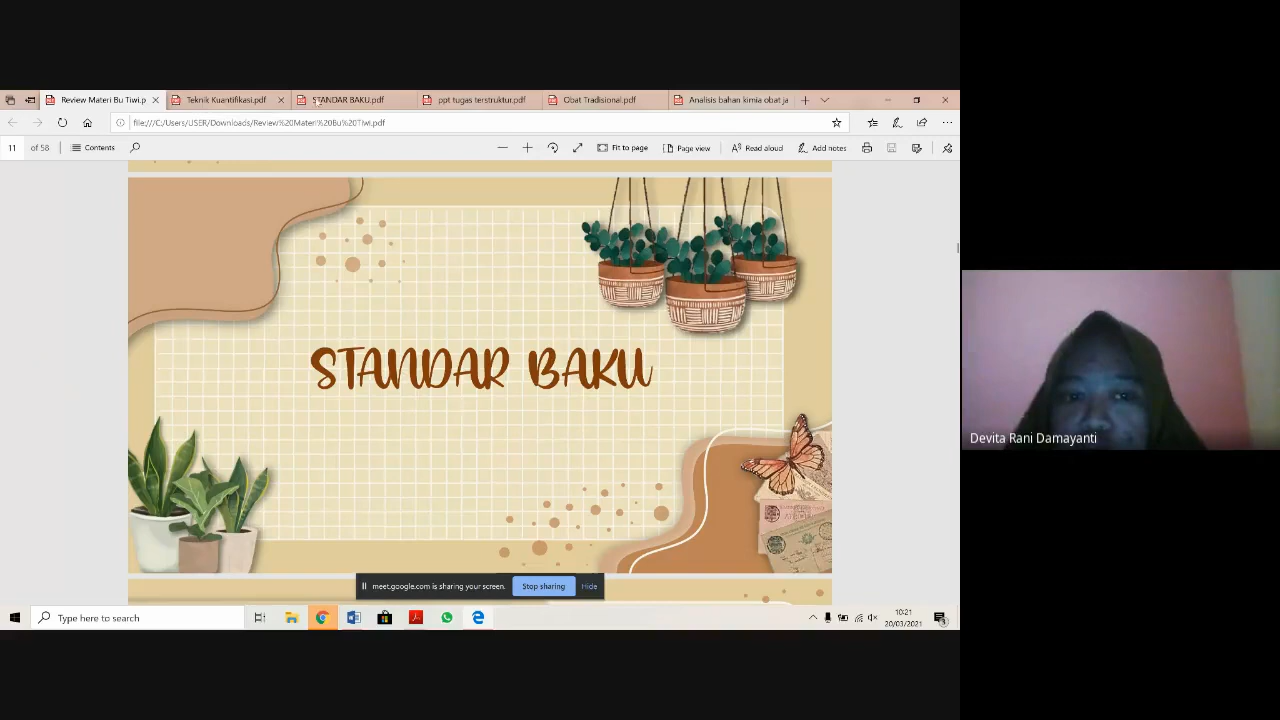 Review Materi Bu Tiwi.p
Teknik Kuantifikasi.pdf
STANDAR BAKU.pdf
ppt tugas terstruktur.pdf
Obat Tradisional.pdf
Analisis bahan kimia obat ja
file:///C:/Users/USER/Downloads/Review%20Materi%20Bu%20Tiwi.pdf
11 of 58
Contents
Fit to page
Page view
Read aloud
Add notes
STANDAR BAKU
Devita Rani Damayanti
meet.google.com is sharing your screen.
Stop sharing
Hide
Type here to search
10:21
20/03/2021